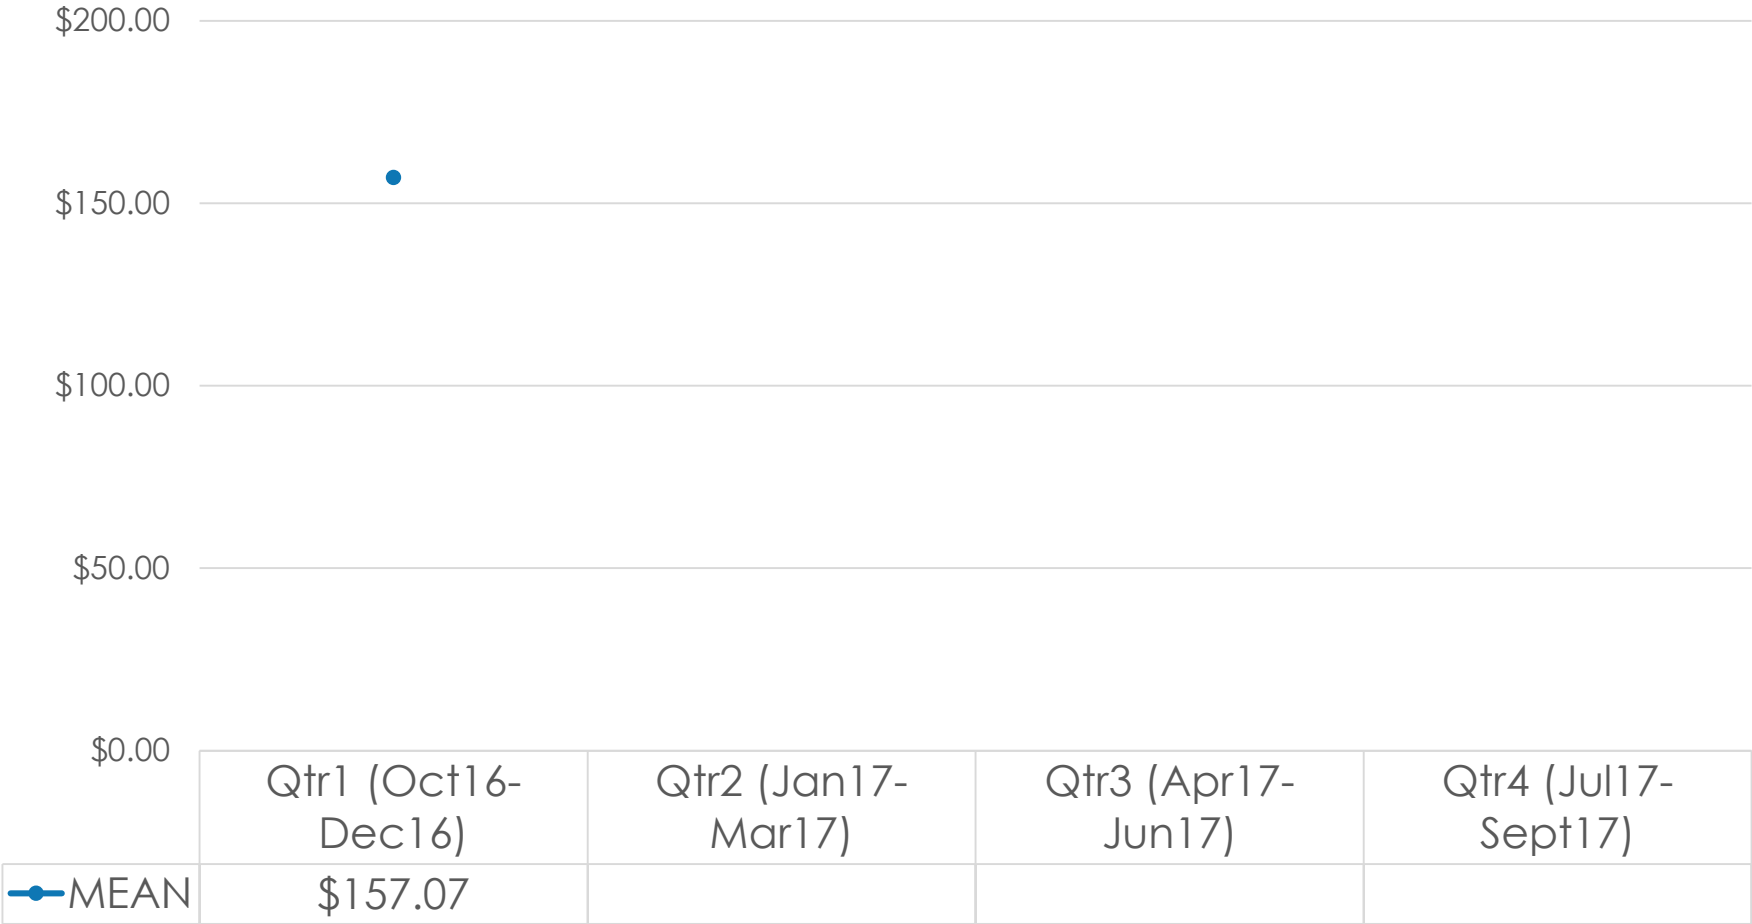 $200.00
$150.00
$100.00
$50.00
$0.00
Qtr1 (Oct16-
Dec16)
Qtr2 (Jan17-
Mar17)
Qtr3 (Apr17-
Jun17)
Qtr4 (Jul17-
Sept17)
MEAN
$157.07